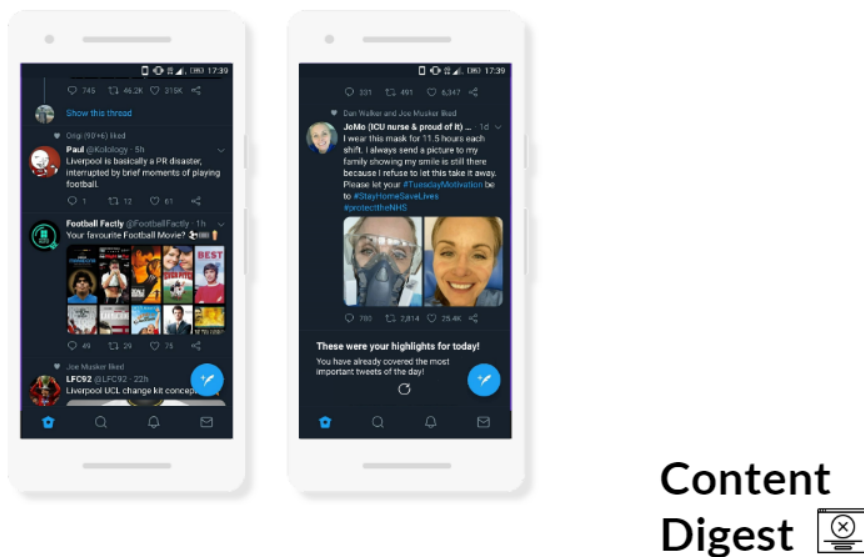 17:39
745 46.2K 315K
Show this thread
Origi (90'+6) liked
Paul @Kolology · 5h
Liverpool is basically a PR disaster,
interrupted by brief moments of playing
football.
1 12 61
Football Factly @FootballFactly · 1h
Your favourite Football Movie?
BEST
49 29 75
Joe Musker liked
LFC92 @LFC92 · 22h
Liverpool UCL change kit concept
17:39
331 491 6,347
Dan Walker and Joe Musker liked
JoMo (ICU nurse & proud of it) ... · 1d
I wear this mask for 11.5 hours each
shift. I always send a picture to my
family showing my smile is still there
because I refuse to let this take it away.
Please let your #TuesdayMotivation be
to #StayHomeSaveLives
#protecttheNHS
700 2,814 25.4K
These were your highlights for today!
You have already covered the most
important tweets of the day!
Content
Digest